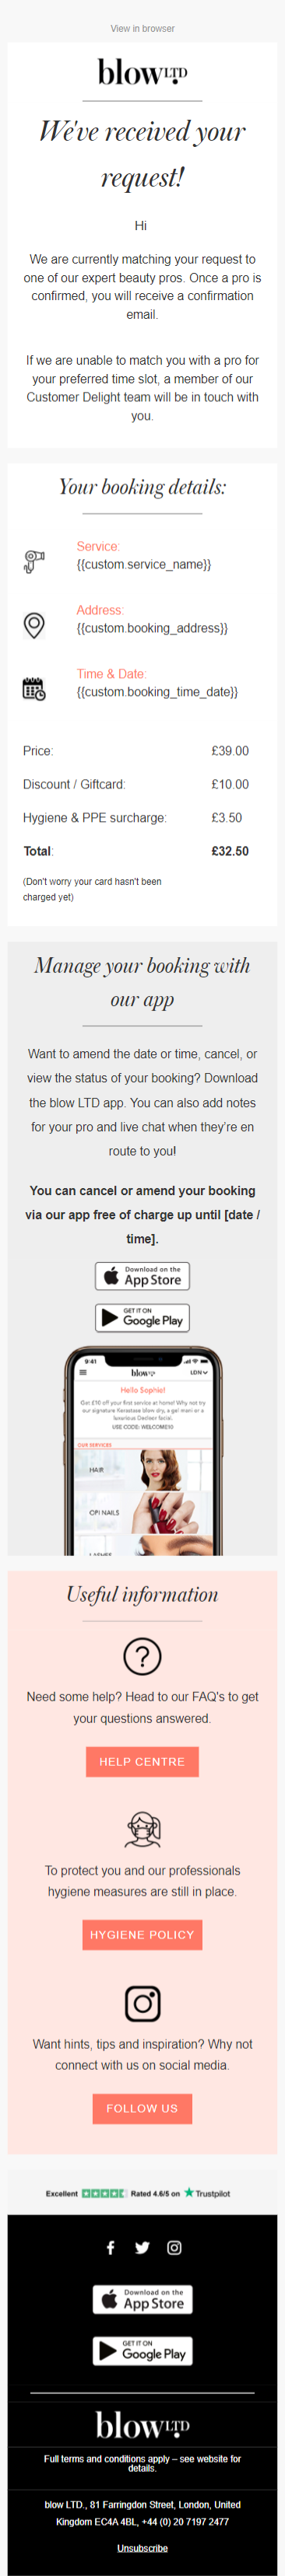 View in browser
blow LTD
We've received your
request!
Hi
We are currently matching your request to
one of our expert beauty pros. Once a pro is
confirmed, you will receive a confirmation
email.
If we are unable to match you with a pro for
your preferred time slot, a member of our
Customer Delight team will be in touch with
you.
Your booking details:
Service:
{{custom.service_name}}
Address:
{{custom.booking_address}}
Time & Date:
{{custom.booking_time_date}}
Price: £39.00
Discount / Giftcard: £10.00
Hygiene & PPE surcharge: £3.50
Total: £32.50
(Don't worry your card hasn't been
charged yet)
Manage your booking with
our app
Want to amend the date or time, cancel, or
view the status of your booking? Download
the blow LTD app. You can also add notes
for your pro and live chat when they're en
route to you!
You can cancel or amend your booking
via our app free of charge up until [date /
time].
Download on the
App Store
GET IT ON
Google Play
9:41
blow LTD LDN
Hello Sophie!
Get £10 off your first service at home! Why not try
our signature Kerastase blow dry, a gel mani or a
luxurious Decleor facial.
USE CODE: WELCOME10
OUR SERVICES
HAIR
OPI NAILS
LASHES
Useful information
Need some help? Head to our FAQ's to get
your questions answered.
HELP CENTRE
To protect you and our professionals
hygiene measures are still in place.
HYGIENE POLICY
Want hints, tips and inspiration? Why not
connect with us on social media.
FOLLOW US
Excellent Rated 4.6/5 on Trustpilot
Download on the
App Store
GET IT ON
Google Play
blow LTD
Full terms and conditions apply – see website for
details.
blow LTD., 81 Farringdon Street, London, United
Kingdom EC4A 4BL, +44 (0) 20 7197 2477
Unsubscribe